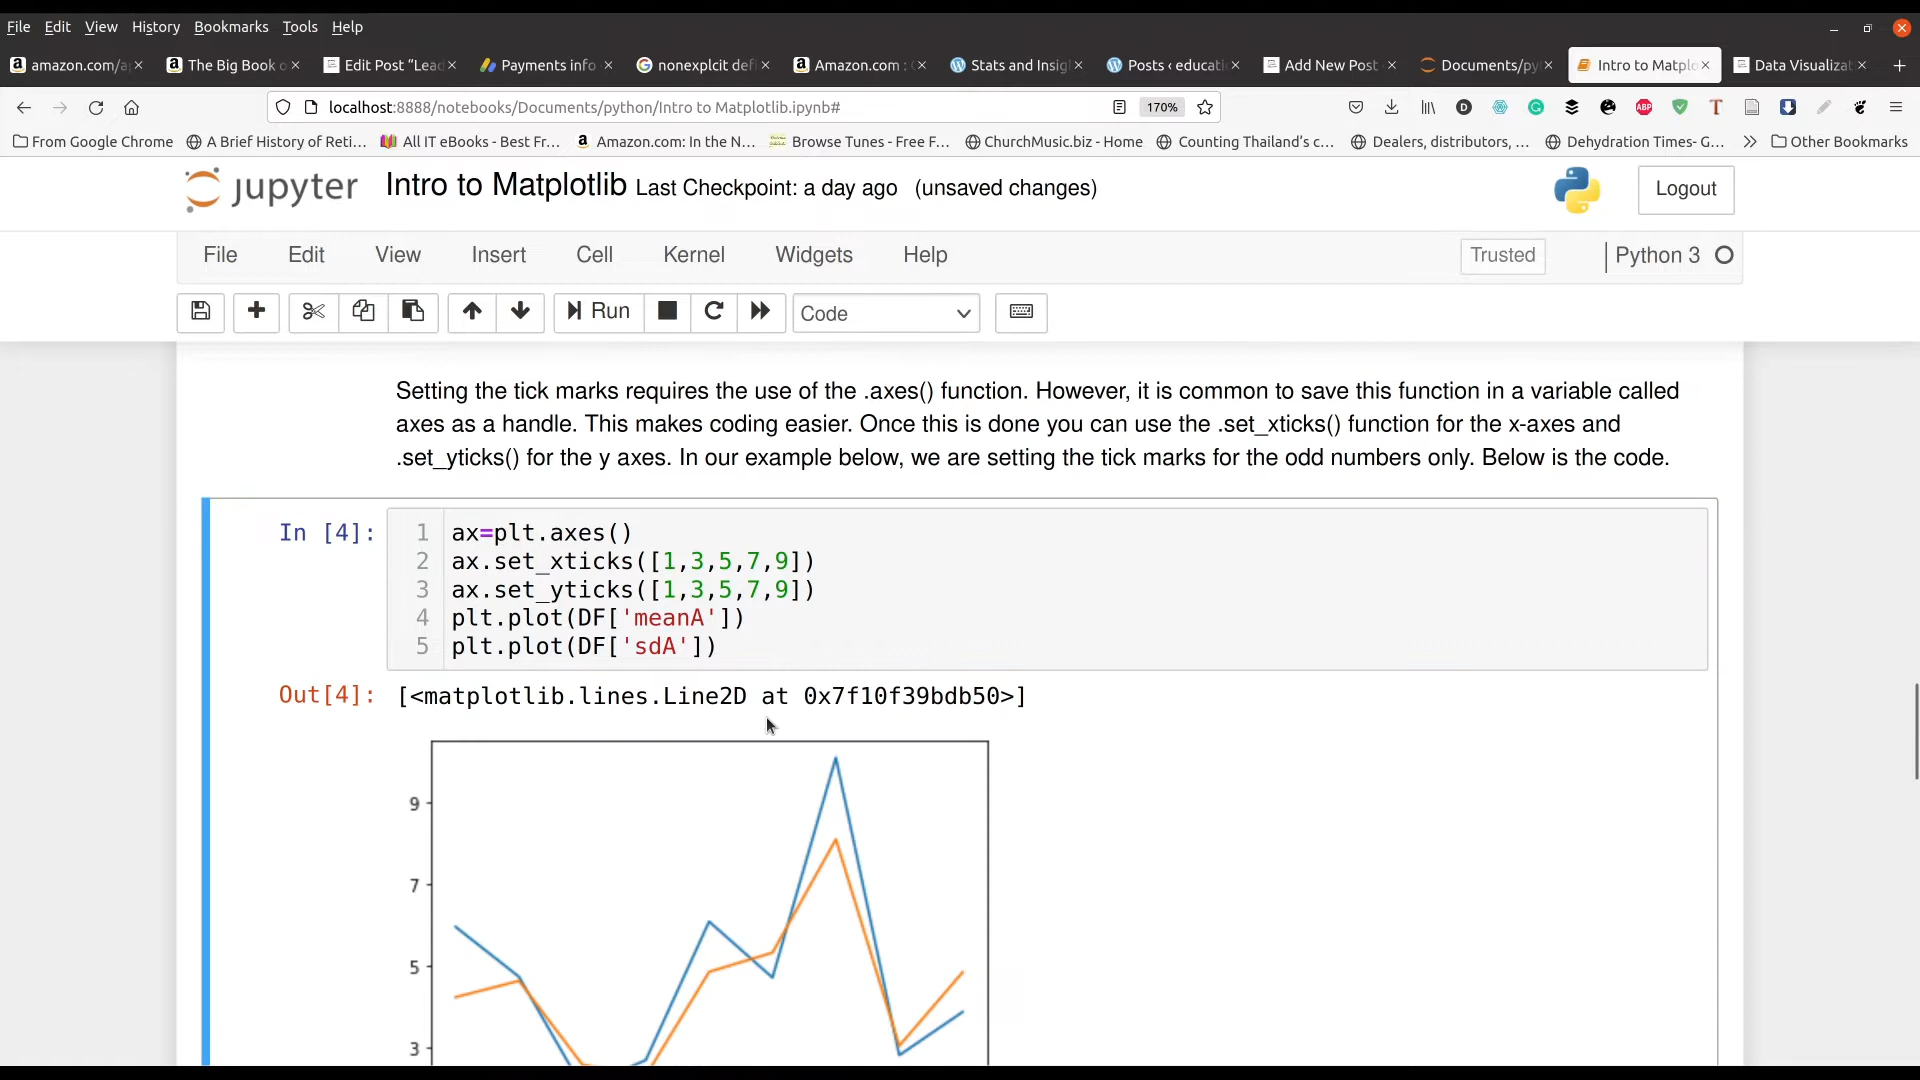 File Edit View History Bookmarks Tools Help
amazon.com/a The Big Book o Edit Post “Lead Payments info nonexplcit def Amazon.com : Stats and Insig Posts ‹ educati Add New Post Documents/py Intro to Matplo Data Visualizat
localhost:8888/notebooks/Documents/python/Intro to Matplotlib.ipynb# 170%
From Google Chrome A Brief History of Reti... All IT eBooks - Best Fr... Amazon.com: In the N... Browse Tunes - Free F... ChurchMusic.biz - Home Counting Thailand’s c... Dealers, distributors, ... Dehydration Times- G... Other Bookmarks
jupyter Intro to Matplotlib Last Checkpoint: a day ago (unsaved changes) Logout
File Edit View Insert Cell Kernel Widgets Help Trusted Python 3
Run Code
Setting the tick marks requires the use of the .axes() function. However, it is common to save this function in a variable called
axes as a handle. This makes coding easier. Once this is done you can use the .set_xticks() function for the x-axes and
.set_yticks() for the y axes. In our example below, we are setting the tick marks for the odd numbers only. Below is the code.
In [4]: 1 ax=plt.axes()
2 ax.set_xticks([1,3,5,7,9])
3 ax.set_yticks([1,3,5,7,9])
4 plt.plot(DF['meanA'])
5 plt.plot(DF['sdA'])
Out[4]: [<matplotlib.lines.Line2D at 0x7f10f39bdb50>]
9
7
5
3